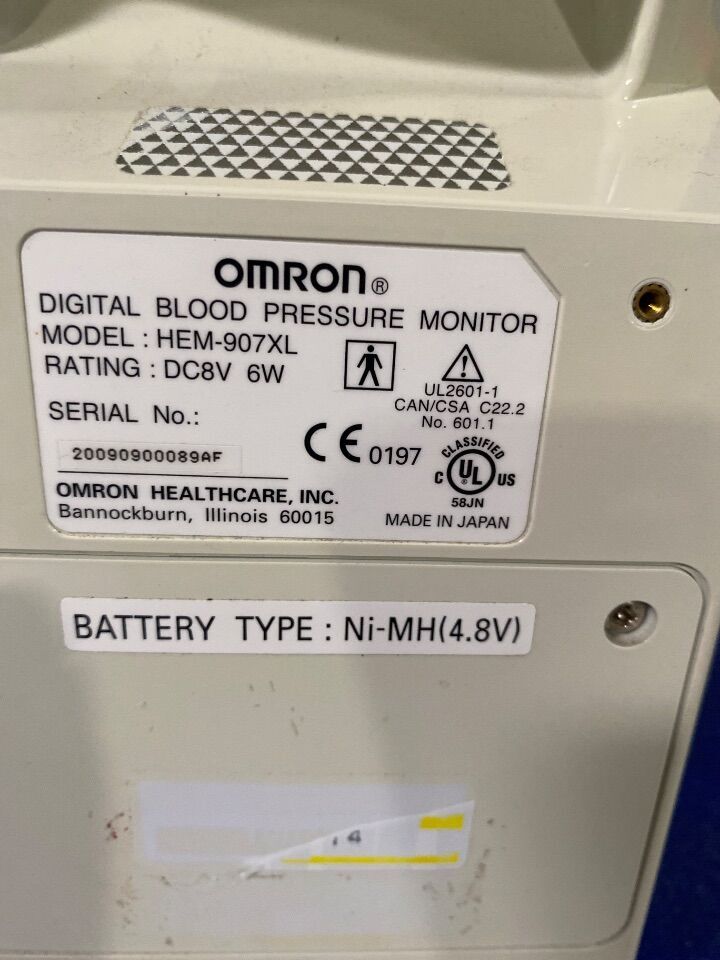 OMRON®
DIGITAL BLOOD PRESSURE MONITOR
MODEL : HEM-907XL
RATING : DC8V 6W
UL2601-1
CAN/CSA C22.2
No. 601.1
SERIAL No.:
20090900089AF
CE 0197
CLASSIFIED
C UL US
58JN
OMRON HEALTHCARE, INC.
Bannockburn, Illinois 60015
MADE IN JAPAN
BATTERY TYPE : Ni-MH(4.8V)